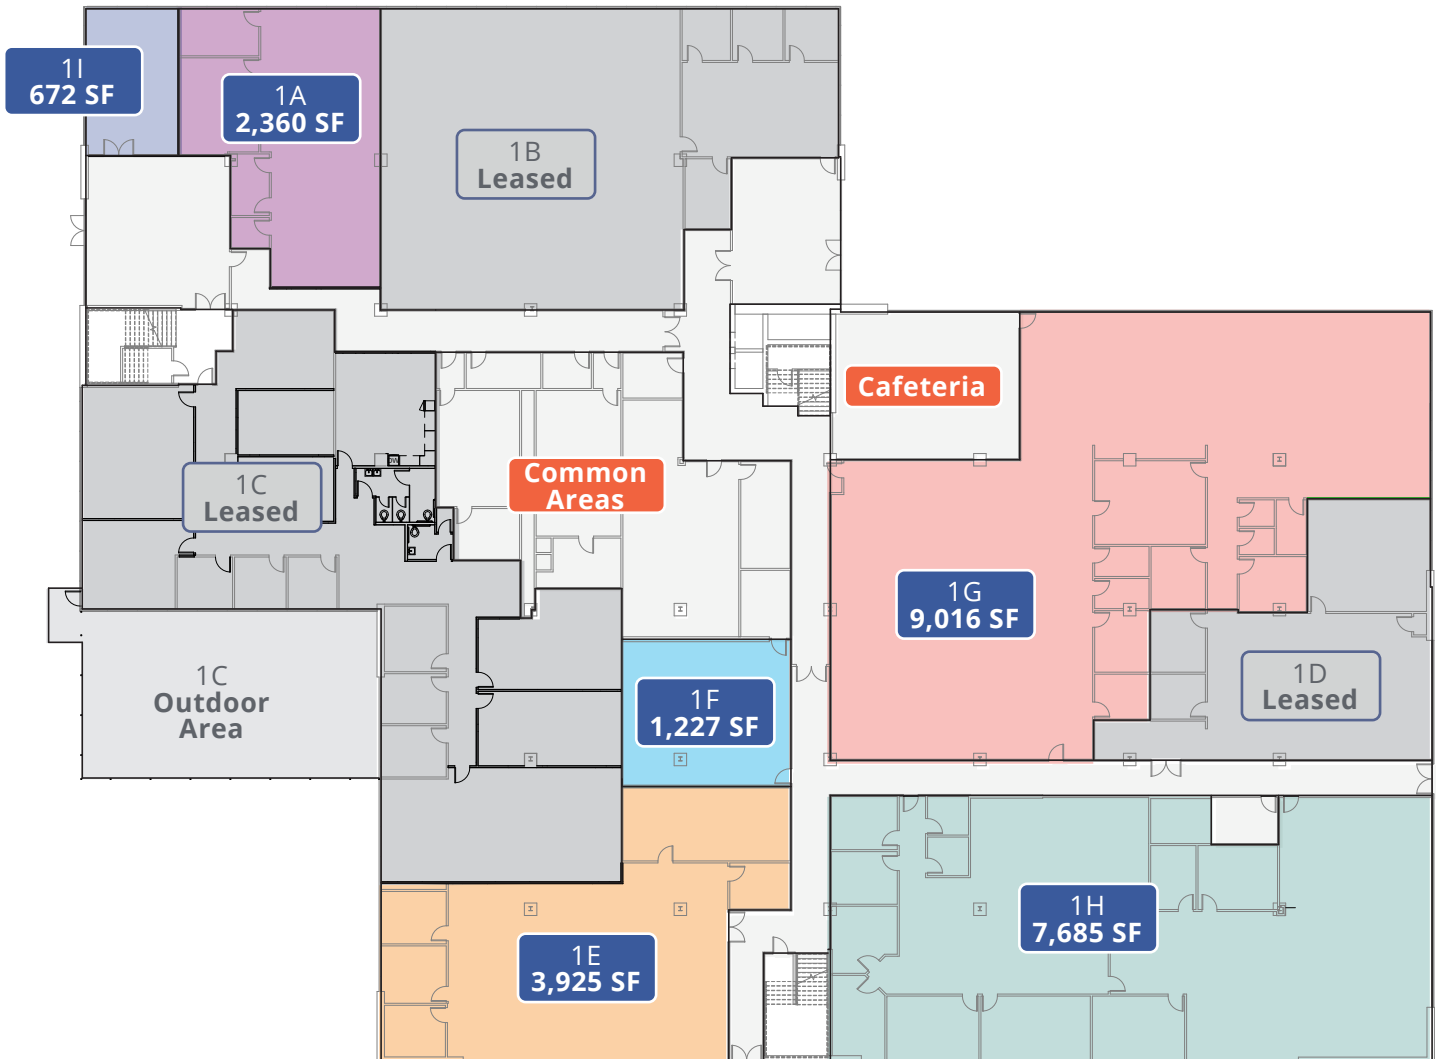 1I
672 SF
1A
2,360 SF
1B
Leased
Cafeteria
Common
Areas
1C
Leased
1G
9,016 SF
1C
Outdoor
Area
1F
1,227 SF
1D
Leased
1E
3,925 SF
1H
7,685 SF